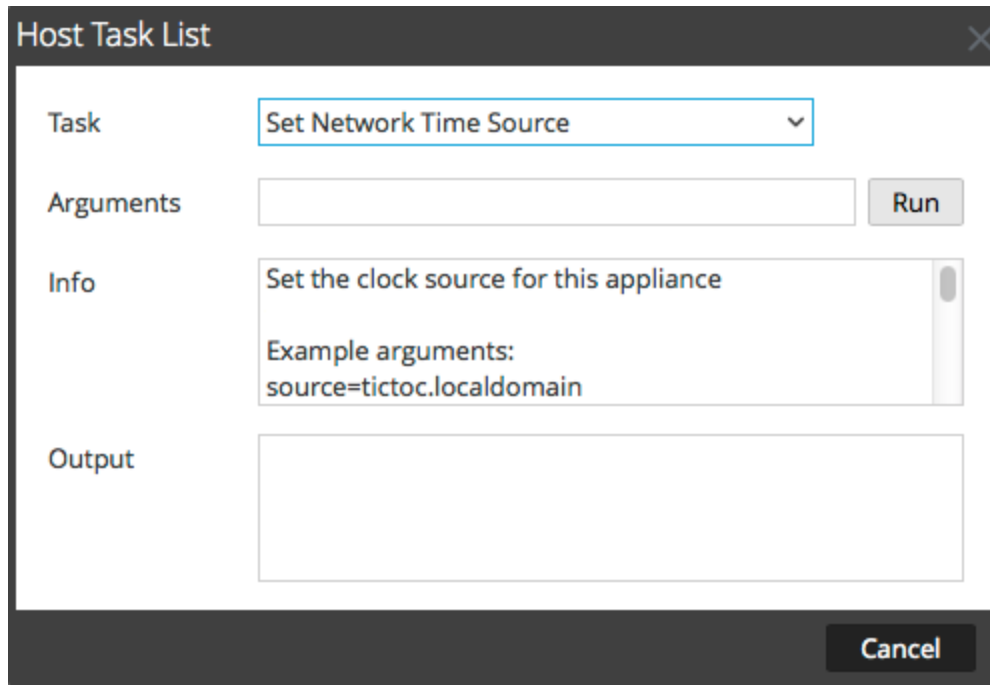 Host Task List
Task
Set Network Time Source
Arguments
Run
Info
Set the clock source for this appliance
Example arguments:
source=tictoc.localdomain
Output
Cancel